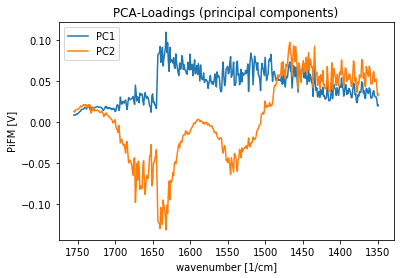 PCA-Loadings (principal components)
PC1
PC2
PiFM [V]
0.10
0.05
0.00
−0.05
−0.10
1750 1700 1650 1600 1550 1500 1450 1400 1350
wavenumber [1/cm]